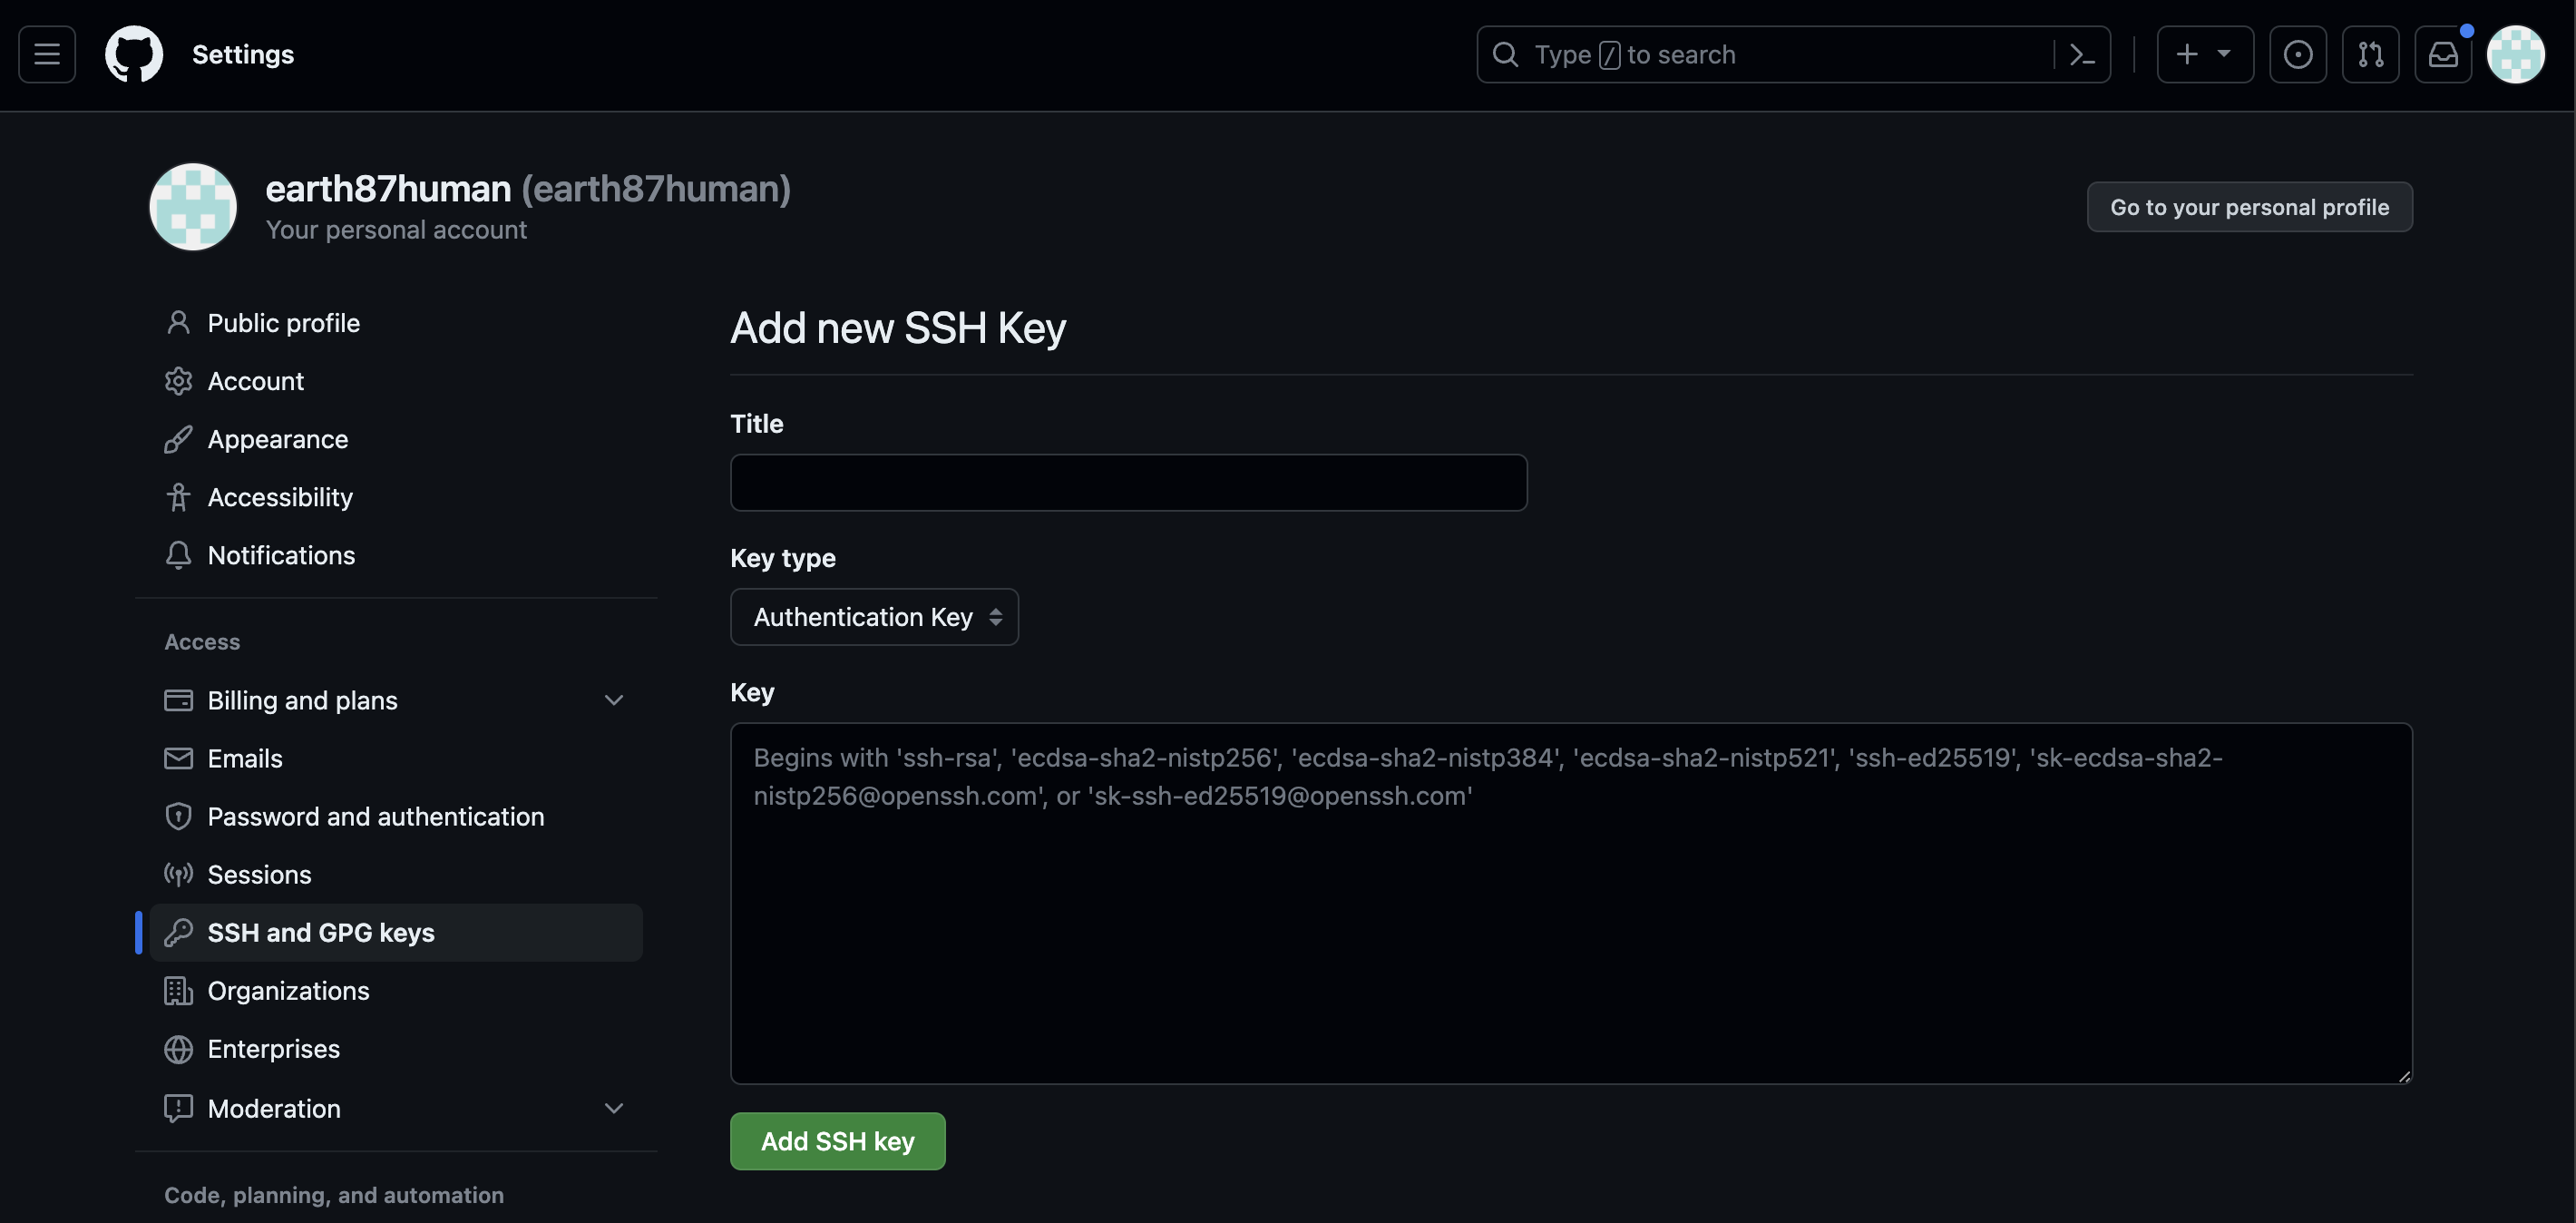 Settings
Type / to search
earth87human (earth87human)
Your personal account
Go to your personal profile
Public profile
Account
Appearance
Accessibility
Notifications
Access
Billing and plans
Emails
Password and authentication
Sessions
SSH and GPG keys
Organizations
Enterprises
Moderation
Code, planning, and automation
Add new SSH Key
Title
Key type
Authentication Key
Key
Begins with 'ssh-rsa', 'ecdsa-sha2-nistp256', 'ecdsa-sha2-nistp384', 'ecdsa-sha2-nistp521', 'ssh-ed25519', 'sk-ecdsa-sha2-
nistp256@openssh.com', or 'sk-ssh-ed25519@openssh.com'
Add SSH key